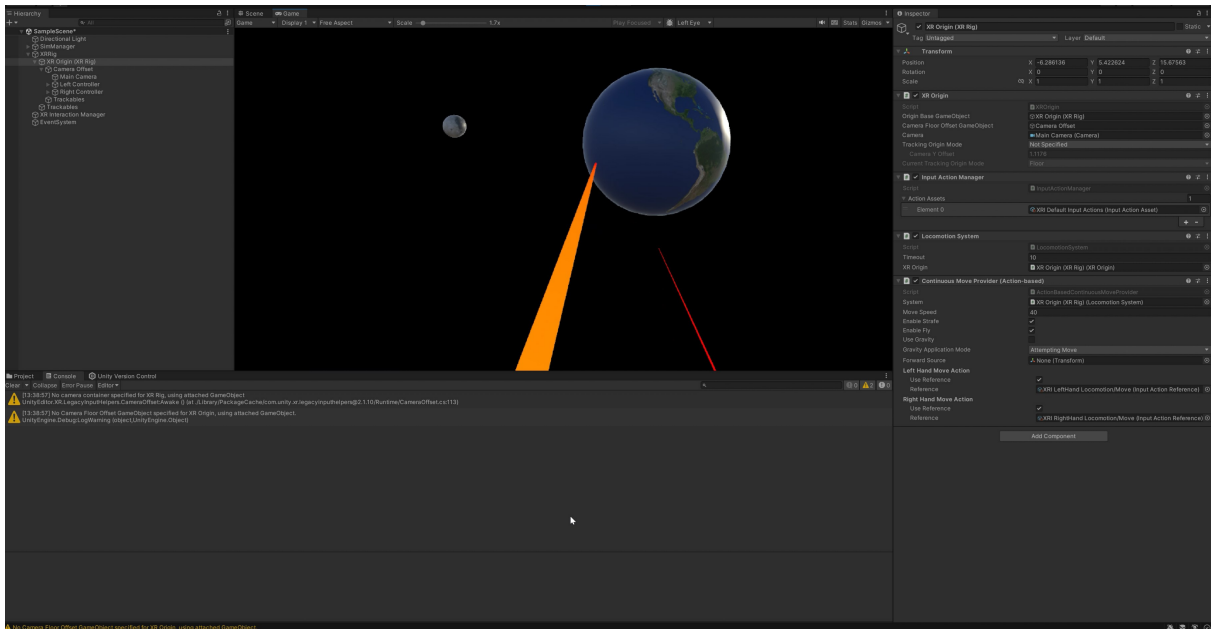 Hierarchy
All
SampleScene*
Directional Light
SimManager
XRRig
XR Origin (XR Rig)
Camera Offset
Main Camera
Left Controller
Right Controller
Trackables
Trackables
XR Interaction Manager
EventSystem
Scene Game
Game Display 1 Free Aspect Scale 1.7x Play Focused Left Eye Stats Gizmos
Project Console Unity Version Control
Clear Collapse Error Pause Editor 0 2 0
[13:38:57] No camera container specified for XR Rig, using attached GameObject
UnityEditor.XR.LegacyInputHelpers.CameraOffset:Awake () (at ./Library/PackageCache/com.unity.xr.legacyinputhelpers@2.1.10/Runtime/CameraOffset.cs:113)
[13:38:57] No Camera Floor Offset GameObject specified for XR Origin, using attached GameObject.
UnityEngine.Debug:LogWarning (object,UnityEngine.Object)
No Camera Floor Offset GameObject specified for XR Origin, using attached GameObject.
Inspector
XR Origin (XR Rig) Static
Tag Untagged Layer Default
Transform
Position X -6.286136 Y 5.422624 Z 15.67563
Rotation X 0 Y 0 Z 0
Scale X 1 Y 1 Z 1
XR Origin
Script XROrigin
Origin Base GameObject XR Origin (XR Rig)
Camera Floor Offset GameObject Camera Offset
Camera Main Camera (Camera)
Tracking Origin Mode Not Specified
Camera Y Offset 1.1176
Current Tracking Origin Mode Floor
Input Action Manager
Script InputActionManager
Action Assets 1
Element 0 XRI Default Input Actions (Input Action Asset)
+ -
Locomotion System
Script LocomotionSystem
Timeout 10
XR Origin XR Origin (XR Rig) (XR Origin)
Continuous Move Provider (Action-based)
Script ActionBasedContinuousMoveProvider
System XR Origin (XR Rig) (Locomotion System)
Move Speed 40
Enable Strafe
Enable Fly
Use Gravity
Gravity Application Mode Attempting Move
Forward Source None (Transform)
Left Hand Move Action
Use Reference
Reference XRI LeftHand Locomotion/Move (Input Action Reference)
Right Hand Move Action
Use Reference
Reference XRI RightHand Locomotion/Move (Input Action Reference)
Add Component